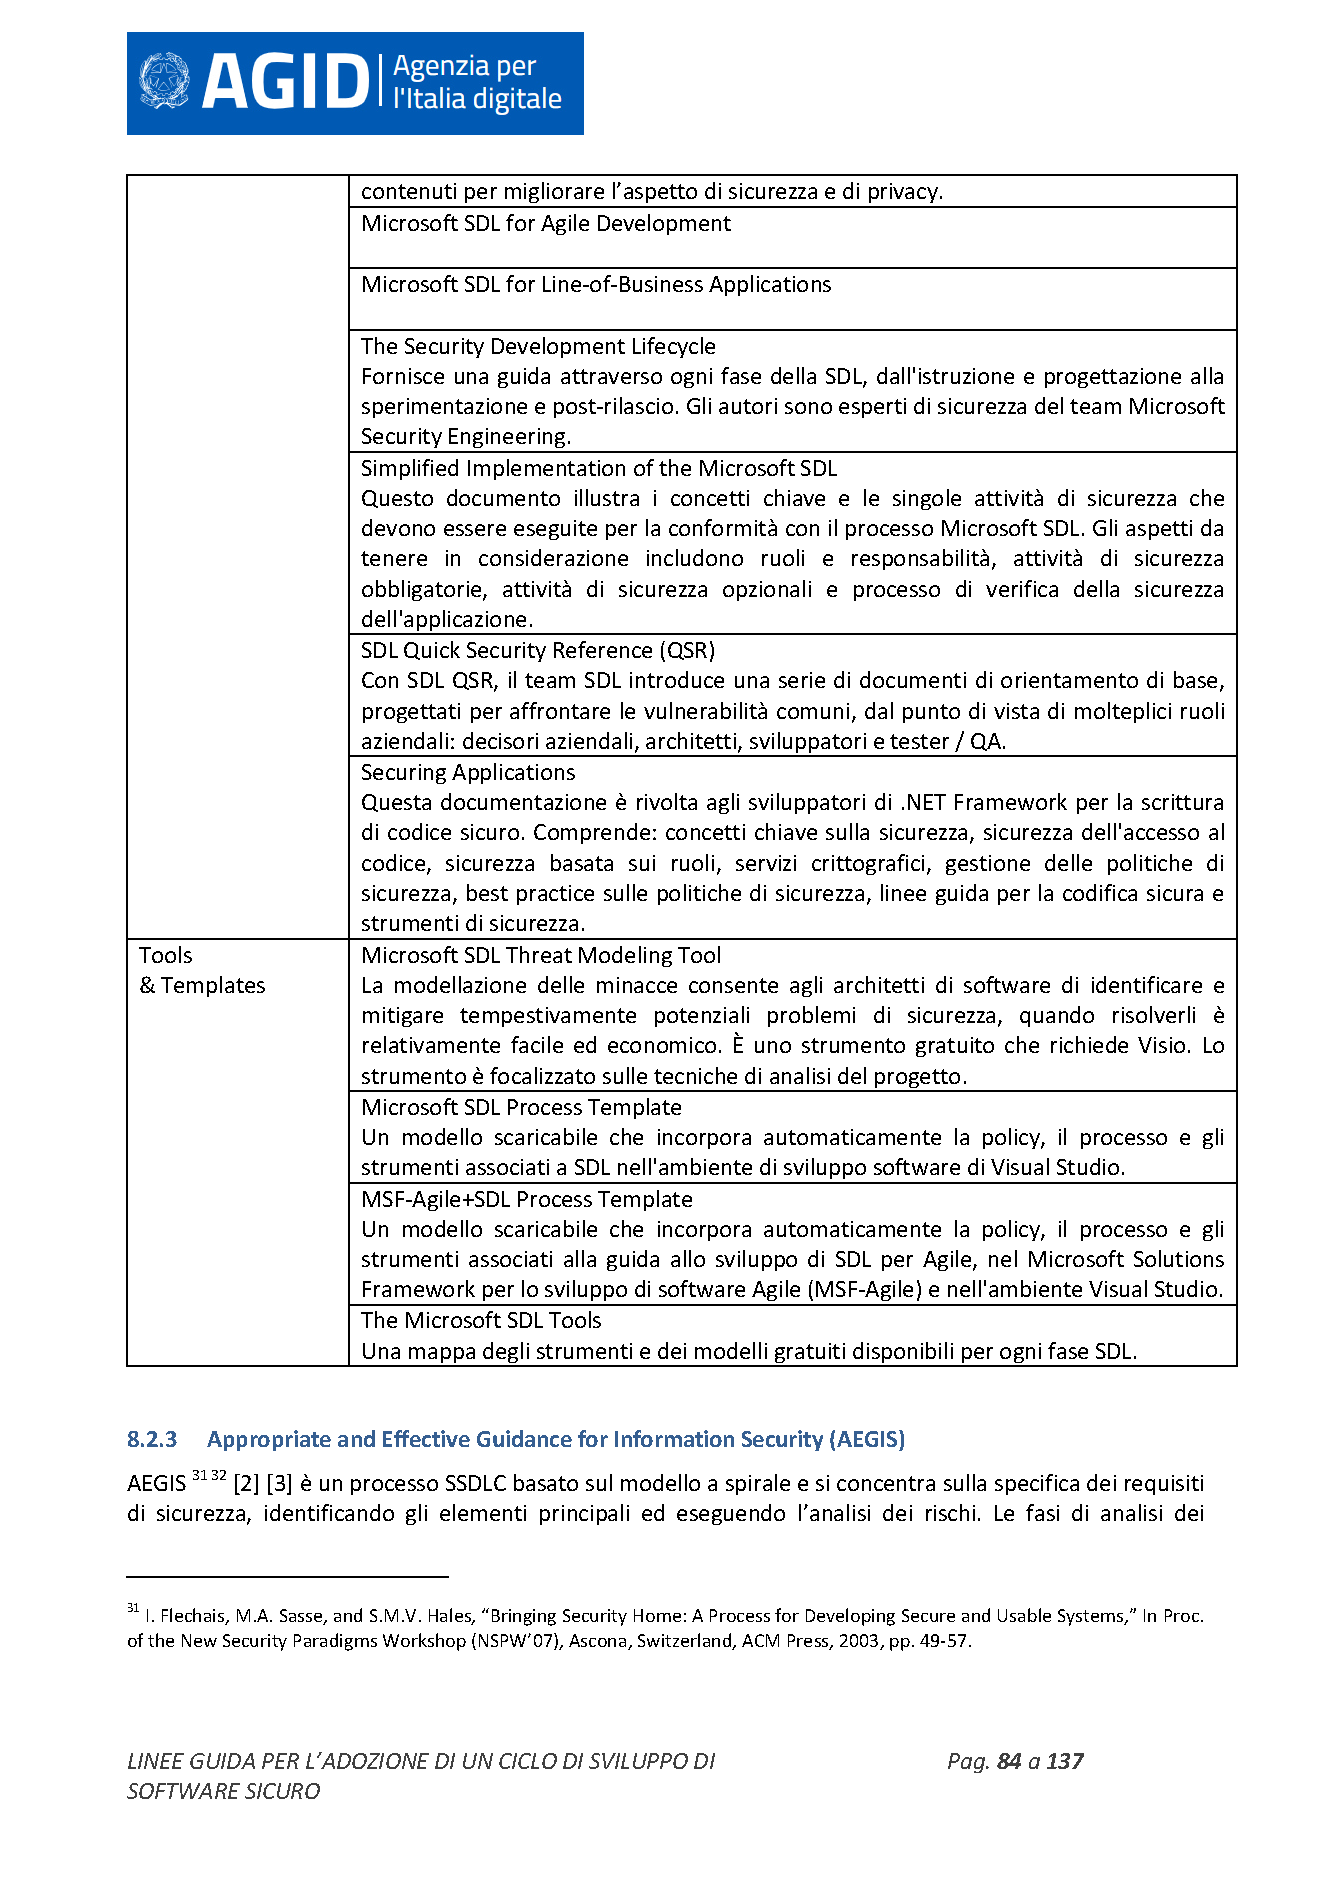 AGID Agenzia per
l'Italia digitale
contenuti per migliorare l’aspetto di sicurezza e di privacy.
Microsoft SDL for Agile Development
Microsoft SDL for Line-of-Business Applications
The Security Development Lifecycle
Fornisce una guida attraverso ogni fase della SDL, dall'istruzione e progettazione alla
sperimentazione e post-rilascio. Gli autori sono esperti di sicurezza del team Microsoft
Security Engineering.
Simplified Implementation of the Microsoft SDL
Questo documento illustra i concetti chiave e le singole attività di sicurezza che
devono essere eseguite per la conformità con il processo Microsoft SDL. Gli aspetti da
tenere in considerazione includono ruoli e responsabilità, attività di sicurezza
obbligatorie, attività di sicurezza opzionali e processo di verifica della sicurezza
dell'applicazione.
SDL Quick Security Reference (QSR)
Con SDL QSR, il team SDL introduce una serie di documenti di orientamento di base,
progettati per affrontare le vulnerabilità comuni, dal punto di vista di molteplici ruoli
aziendali: decisori aziendali, architetti, sviluppatori e tester / QA.
Securing Applications
Questa documentazione è rivolta agli sviluppatori di .NET Framework per la scrittura
di codice sicuro. Comprende: concetti chiave sulla sicurezza, sicurezza dell'accesso al
codice, sicurezza basata sui ruoli, servizi crittografici, gestione delle politiche di
sicurezza, best practice sulle politiche di sicurezza, linee guida per la codifica sicura e
strumenti di sicurezza.
Tools
& Templates
Microsoft SDL Threat Modeling Tool
La modellazione delle minacce consente agli architetti di software di identificare e
mitigare tempestivamente potenziali problemi di sicurezza, quando risolverli è
relativamente facile ed economico. È uno strumento gratuito che richiede Visio. Lo
strumento è focalizzato sulle tecniche di analisi del progetto.
Microsoft SDL Process Template
Un modello scaricabile che incorpora automaticamente la policy, il processo e gli
strumenti associati a SDL nell'ambiente di sviluppo software di Visual Studio.
MSF-Agile+SDL Process Template
Un modello scaricabile che incorpora automaticamente la policy, il processo e gli
strumenti associati alla guida allo sviluppo di SDL per Agile, nel Microsoft Solutions
Framework per lo sviluppo di software Agile (MSF-Agile) e nell'ambiente Visual Studio.
The Microsoft SDL Tools
Una mappa degli strumenti e dei modelli gratuiti disponibili per ogni fase SDL.
8.2.3 Appropriate and Effective Guidance for Information Security (AEGIS)
AEGIS 31 32 [2] [3] è un processo SSDLC basato sul modello a spirale e si concentra sulla specifica dei requisiti
di sicurezza, identificando gli elementi principali ed eseguendo l’analisi dei rischi. Le fasi di analisi dei
31 I. Flechais, M.A. Sasse, and S.M.V. Hales, “Bringing Security Home: A Process for Developing Secure and Usable Systems,” In Proc.
of the New Security Paradigms Workshop (NSPW’07), Ascona, Switzerland, ACM Press, 2003, pp. 49-57.
LINEE GUIDA PER L’ADOZIONE DI UN CICLO DI SVILUPPO DI
SOFTWARE SICURO
Pag. 84 a 137